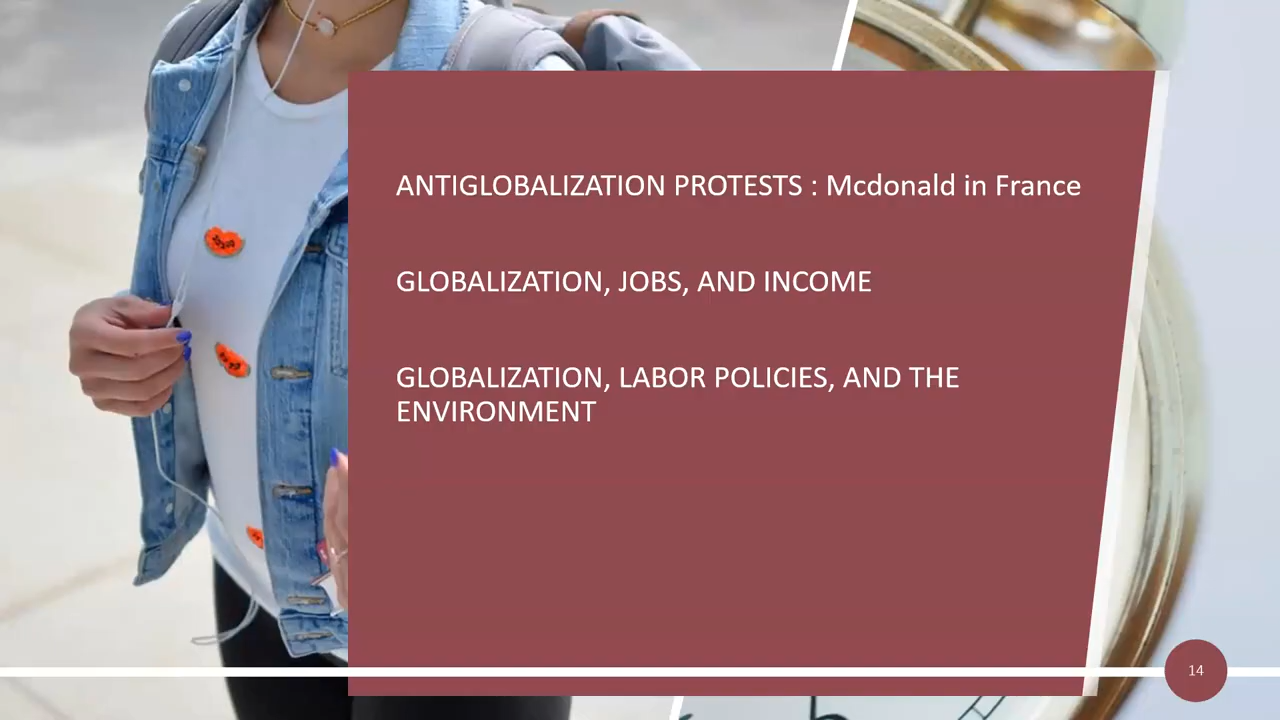 ANTIGLOBALIZATION PROTESTS : Mcdonald in France
GLOBALIZATION, JOBS, AND INCOME
GLOBALIZATION, LABOR POLICIES, AND THE
ENVIRONMENT
14